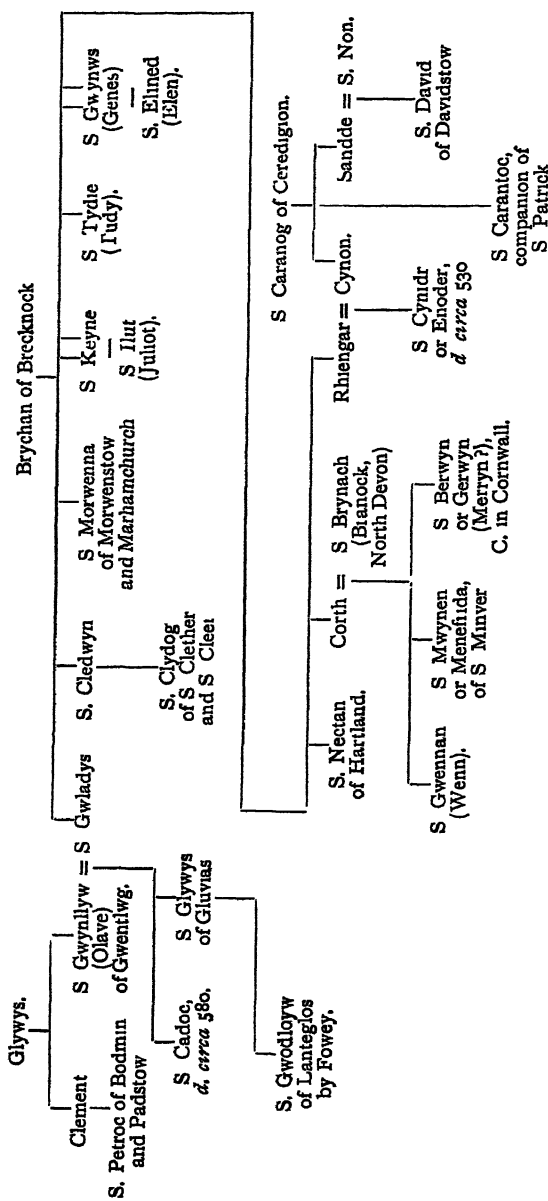 Glywys.
Clement
S. Petroc of Bodmin
and Padstow
S Gwynllyw = S Gwladys
(Olave)
of Gwentlwg.
S Cadoc,
d. circa 580.
S Glywys
of Gluvias
S. Gwodloyw
of Lanteglos
by Fowey.
Brychan of Brecknock
S. Cledwyn
S. Clydog
of S Clether
and S Cleer
S Morwenna
of Morwenstow
and Marhamchurch
S Keyne
S Ilut
(Juliot).
S Tydie
(Tudy).
S Gwynws
(Genes)
S. Elined
(Elen).
S. Nectan
of Hartland.
Corth = S Brynach
(Branock,
North Devon)
S Gwennan
(Wenn).
S Mwynen
or Menefrida,
of S Minver
S Berwyn
or Gerwyn
(Merryn?),
C. in Cornwall.
S Caranog of Ceredigion.
Rhiengar = Cynon.
S Cynidr
or Enoder,
d circa 530
Sandde = S. Non.
S. David
of Davidstow
S Carantoc,
companion of
S Patrick